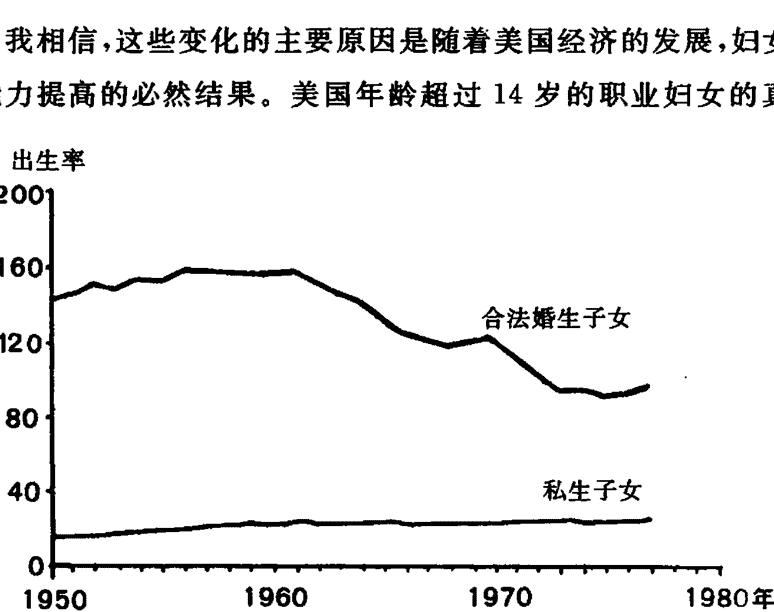 我相信,这些变化的主要原因是随着美国经济的发展,妇女
力提高的必然结果。美国年龄超过 14 岁的职业妇女的
出生率
200
160
120
80
40
0
合法婚生子女
私生子女
1950 1960 1970 1980年